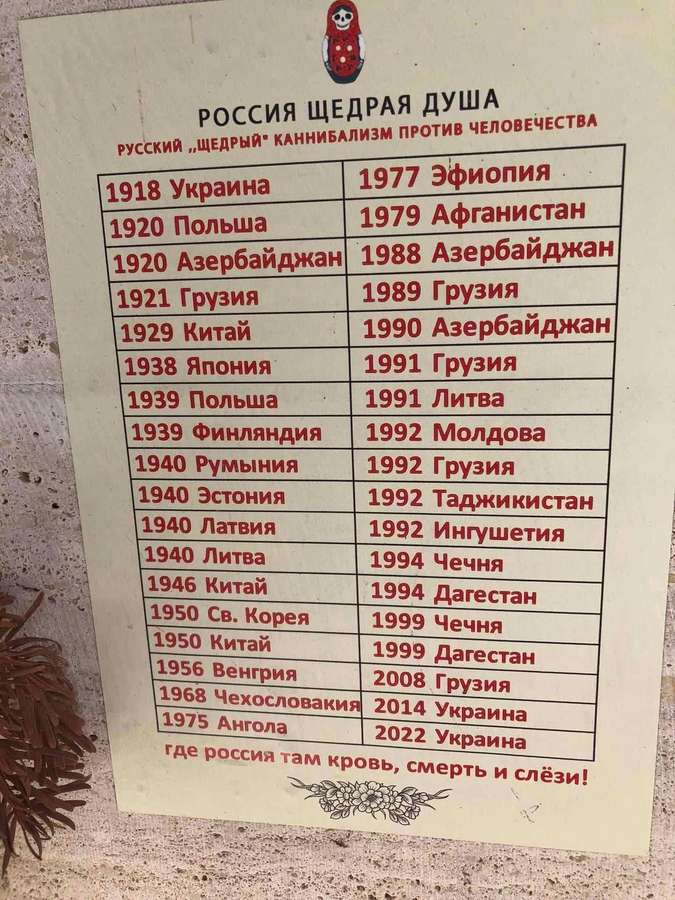 РОССИЯ ЩЕДРАЯ ДУША
РУССКИЙ ,,ЩЕДРЫЙ" КАННИБАЛИЗМ ПРОТИВ ЧЕЛОВЕЧЕСТВА
1918 Украина
1920 Польша
1920 Азербайджан
1921 Грузия
1929 Китай
1938 Япония
1939 Польша
1939 Финляндия
1940 Румыния
1940 Эстония
1940 Латвия
1940 Литва
1946 Китай
1950 Св. Корея
1950 Китай
1956 Венгрия
1968 Чехословакия
1975 Ангола
1977 Эфиопия
1979 Афганистан
1988 Азербайджан
1989 Грузия
1990 Азербайджан
1991 Грузия
1991 Литва
1992 Молдова
1992 Грузия
1992 Таджикистан
1992 Ингушетия
1994 Чечня
1994 Дагестан
1999 Чечня
1999 Дагестан
2008 Грузия
2014 Украина
2022 Украина
где россия там кровь, смерть и слёзи!